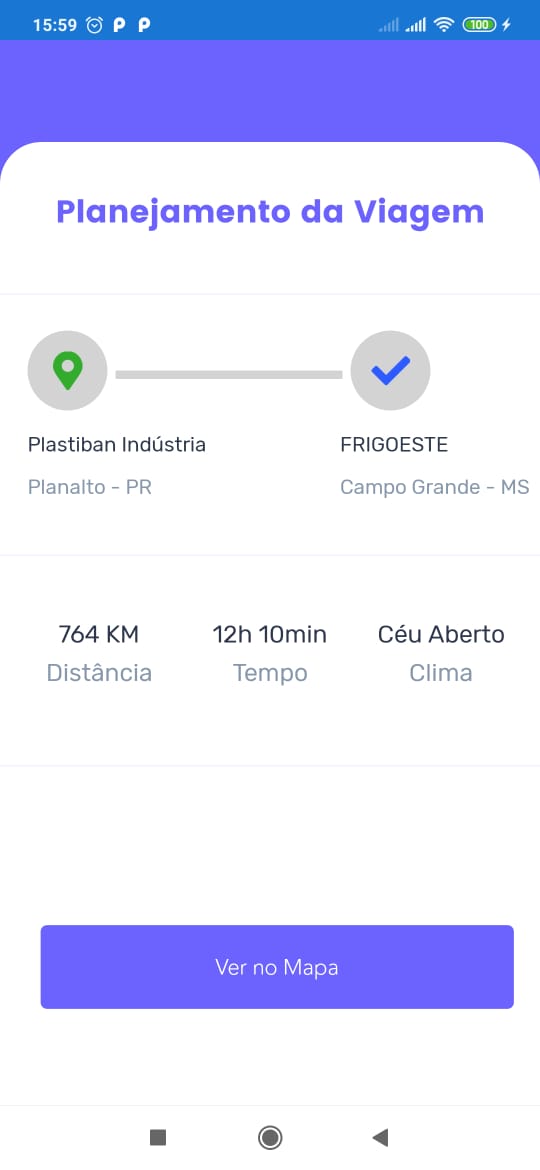 15:59
100
Planejamento da Viagem
Plastiban Indústria
FRIGOESTE
Planalto - PR
Campo Grande - MS
764 KM
12h 10min
Céu Aberto
Distância
Tempo
Clima
Ver no Mapa